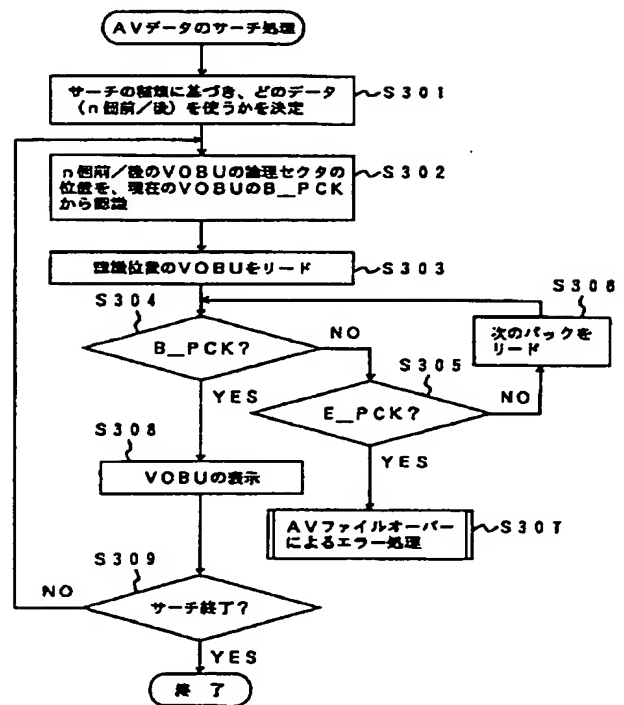 AVデータのサーチ処理
サーチの種類に基づき、どのデータ
(n個前/後)を使うかを決定
S301
n個前/後のVOBUの論理セクタの
位置を、現在のVOBUのB_PCK
から認識
S302
認識位置のVOBUをリード
S303
S304
B_PCK?
NO
YES
S306
次のパックを
リード
S305
E_PCK?
NO
YES
S308
VOBUの表示
AVファイルオーバー
によるエラー処理
S307
S309
サーチ終了?
NO
YES
終 了